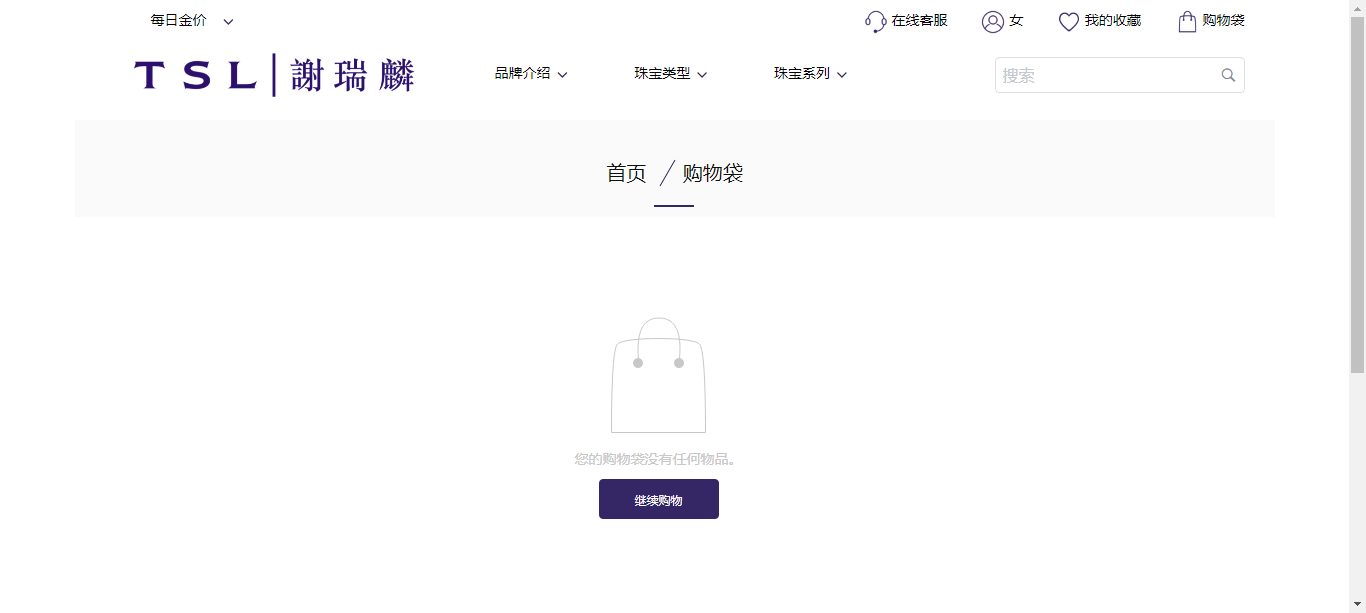 每日金价
在线客服
女
我的收藏
购物袋
TSL|謝瑞麟
品牌介绍
珠宝类型
珠宝系列
搜索
首页 / 购物袋
您的购物袋没有任何物品。
继续购物